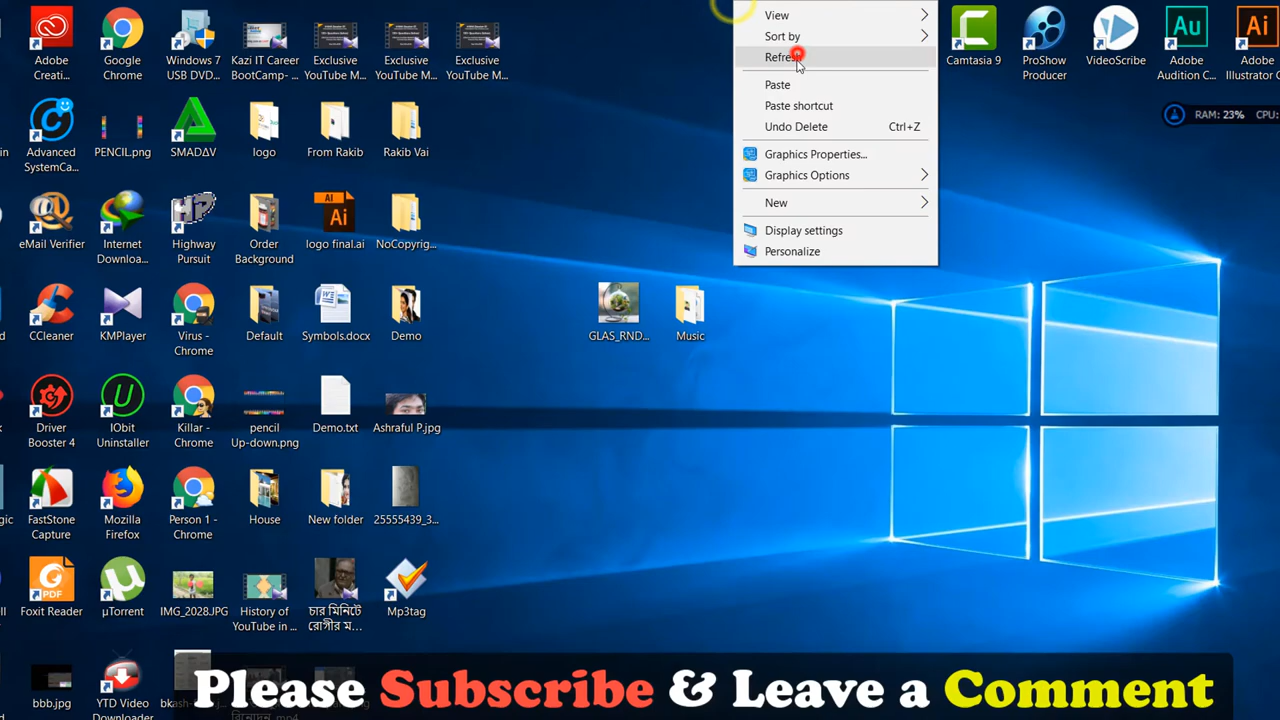 Adobe
Creati...
Google
Chrome
Windows 7
USB DVD...
Kazi IT Career
BootCamp-...
Exclusive
YouTube M...
Exclusive
YouTube M...
Exclusive
YouTube M...
View
Sort by
Refresh
Paste
Paste shortcut
Undo Delete Ctrl+Z
Graphics Properties...
Graphics Options
New
Display settings
Personalize
Camtasia 9
ProShow
Producer
VideoScribe
Adobe
Audition C...
Adobe
Illustrator C
RAM: 23% CPU:
in
Advanced
SystemCa...
PENCIL.png
SMADAV
logo
From Rakib
Rakib Vai
eMail Verifier
Internet
Downloa...
Highway
Pursuit
Order
Background
logo final.ai
NoCopyrig...
d
CCleaner
KMPlayer
Virus -
Chrome
Default
Symbols.docx
Demo
GLAS_RND...
Music
k
Driver
Booster 4
IObit
Uninstaller
Killar -
Chrome
pencil
Up-down.png
Demo.txt
Ashraful P.jpg
gic
FastStone
Capture
Mozilla
Firefox
Person 1 -
Chrome
House
New folder
25555439_3...
ll
Foxit Reader
µTorrent
IMG_2028.JPG
History of
YouTube in ...
চার মিনিটে
রোগীর ম...
Mp3tag
bbb.jpg
YTD Video
Downloader
Please Subscribe & Leave a Comment